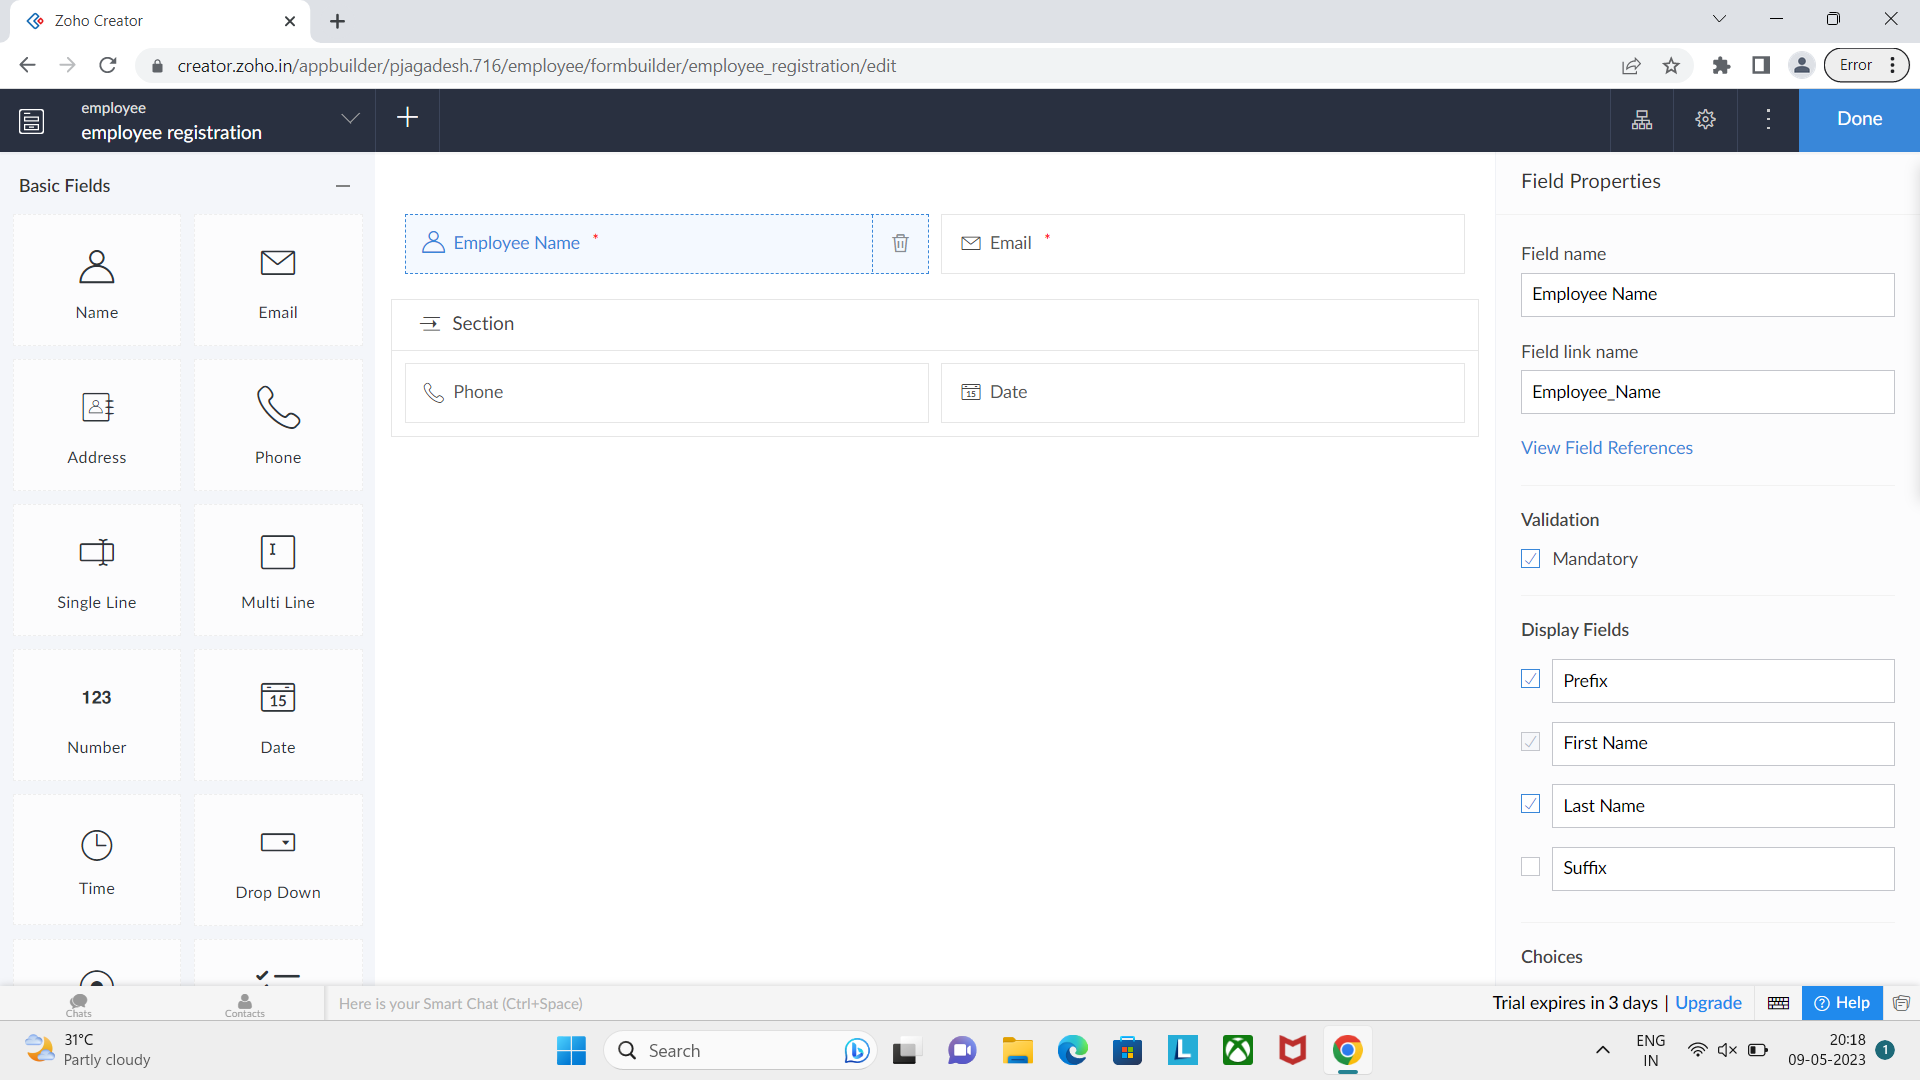 Zoho Creator
creator.zoho.in/appbuilder/pjagadesh.716/employee/formbuilder/employee_registration/edit
Error
employee
employee registration
Done
Basic Fields
Name
Email
Address
Phone
Single Line
Multi Line
123
Number
15
Date
Time
Drop Down
Employee Name *
Email *
Section
Phone
15 Date
Field Properties
Field name
Employee Name
Field link name
Employee_Name
View Field References
Validation
Mandatory
Display Fields
Prefix
First Name
Last Name
Suffix
Choices
Chats
Contacts
Here is your Smart Chat (Ctrl+Space)
Trial expires in 3 days | Upgrade
Help
31°C
Partly cloudy
Search
L
ENG
IN
20:18
09-05-2023
1